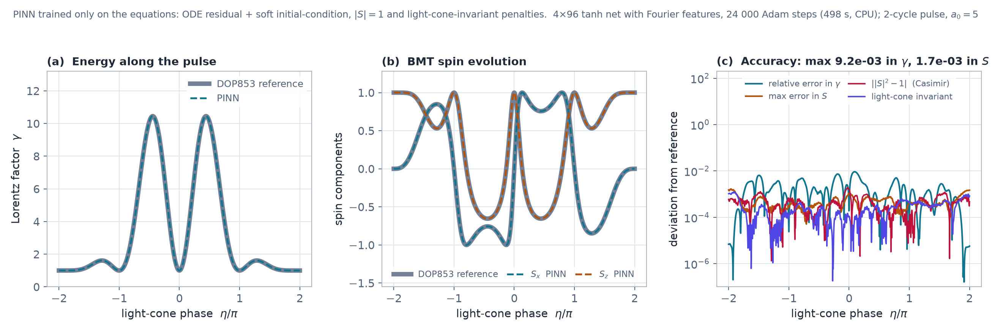 PINN trained only on the equations: ODE residual + soft initial-condition, |S| = 1 and light-cone-invariant penalties.  4×96 tanh net with Fourier features, 24 000 Adam steps (498 s, CPU); 2-cycle pulse, a₀ = 5
(a)  Energy along the pulse
Lorentz factor  γ
12
10
8
6
4
2
0
DOP853 reference
PINN
−2
−1
0
1
2
light-cone phase  η/π
(b)  BMT spin evolution
spin components
1.0
0.5
0.0
−0.5
−1.0
−1.5
DOP853 reference
Sₓ  PINN
S_z  PINN
−2
−1
0
1
2
light-cone phase  η/π
(c)  Accuracy: max 9.2e-03 in γ, 1.7e-03 in S
deviation from reference
10²
10⁰
10⁻²
10⁻⁴
10⁻⁶
relative error in γ
max error in S
||S|² − 1|  (Casimir)
light-cone invariant
−2
−1
0
1
2
light-cone phase  η/π